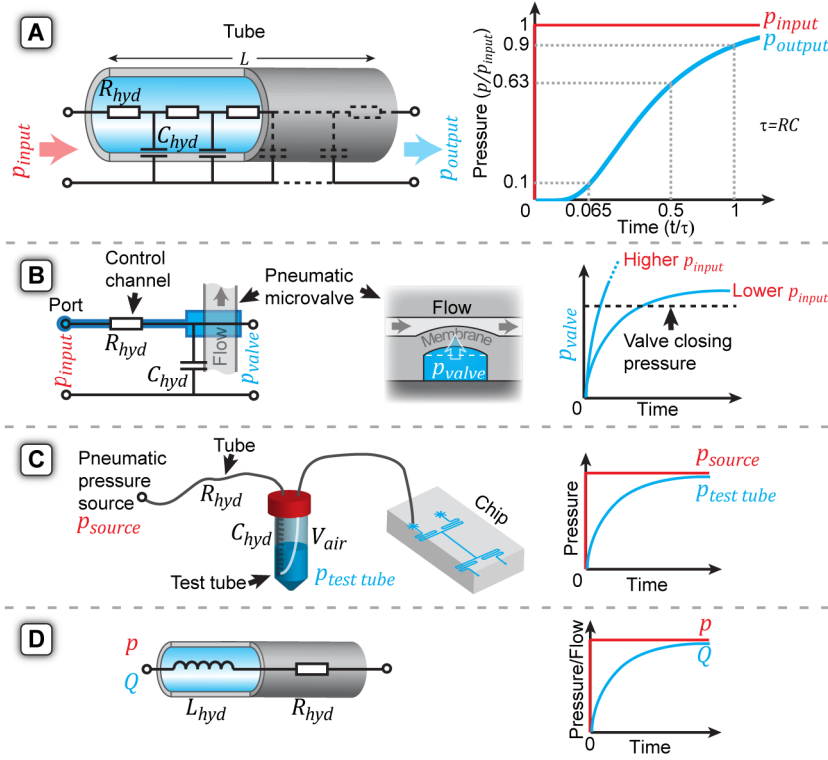 A
Tube
L
R_hyd
C_hyd
p_input
p_output
Pressure (p/p_input)
1
0.9
0.63
0.1
0
0.065
0.5
1
Time (t/τ)
p_input
p_output
τ=RC
B
Control
channel
Port
R_hyd
p_input
C_hyd
Flow
p_valve
Pneumatic
microvalve
Flow
Membrane
p_valve
p_valve
Higher p_input
Lower p_input
Valve closing
pressure
0
Time
C
Pneumatic
pressure
source
p_source
Tube
R_hyd
C_hyd
V_air
Test tube
p_test tube
Chip
Pressure
p_source
p_test tube
0
Time
D
p
Q
L_hyd
R_hyd
Pressure/Flow
p
Q
0
Time